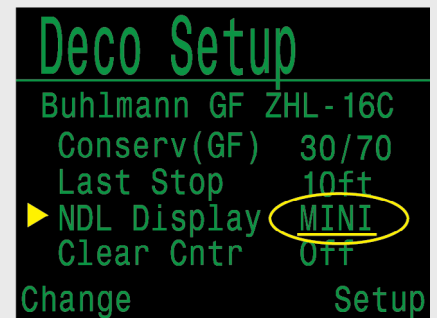 Deco Setup
Buhlmann GF ZHL-16C
Conserv(GF) 30/70
Last Stop 10ft
NDL Display MINI
Clear Cntr Off
Change Setup